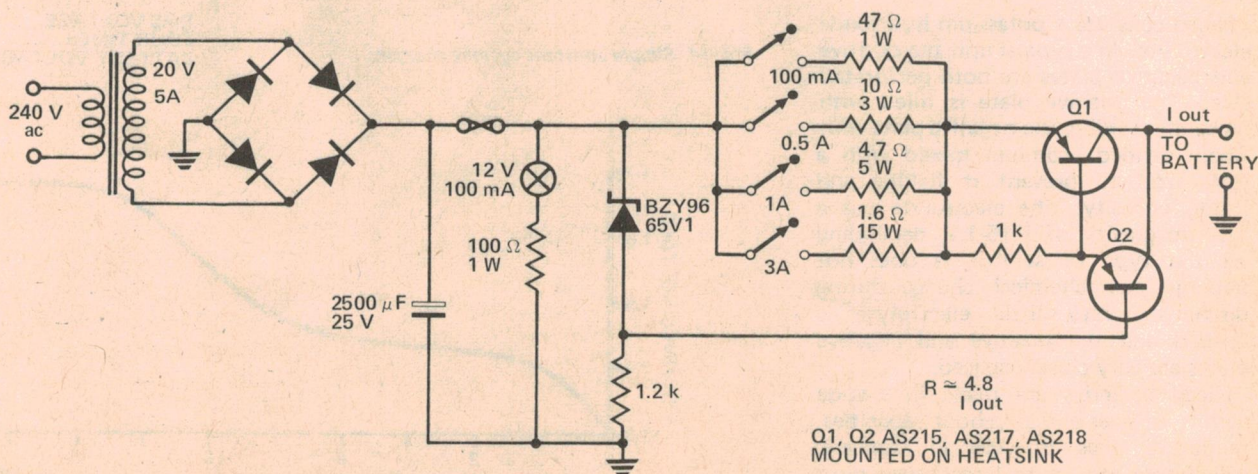 240 V
ac
20 V
5A
2500 µF
25 V
12 V
100 mA
100 Ω
1 W
BZY96
65V1
1.2 k
47 Ω
1 W
100 mA
10 Ω
3 W
0.5 A
4.7 Ω
5 W
1A
1.6 Ω
15 W
3A
1 k
Q1
Q2
I out
TO
BATTERY
R ≅ 4.8
I out
Q1, Q2 AS215, AS217, AS218
MOUNTED ON HEATSINK